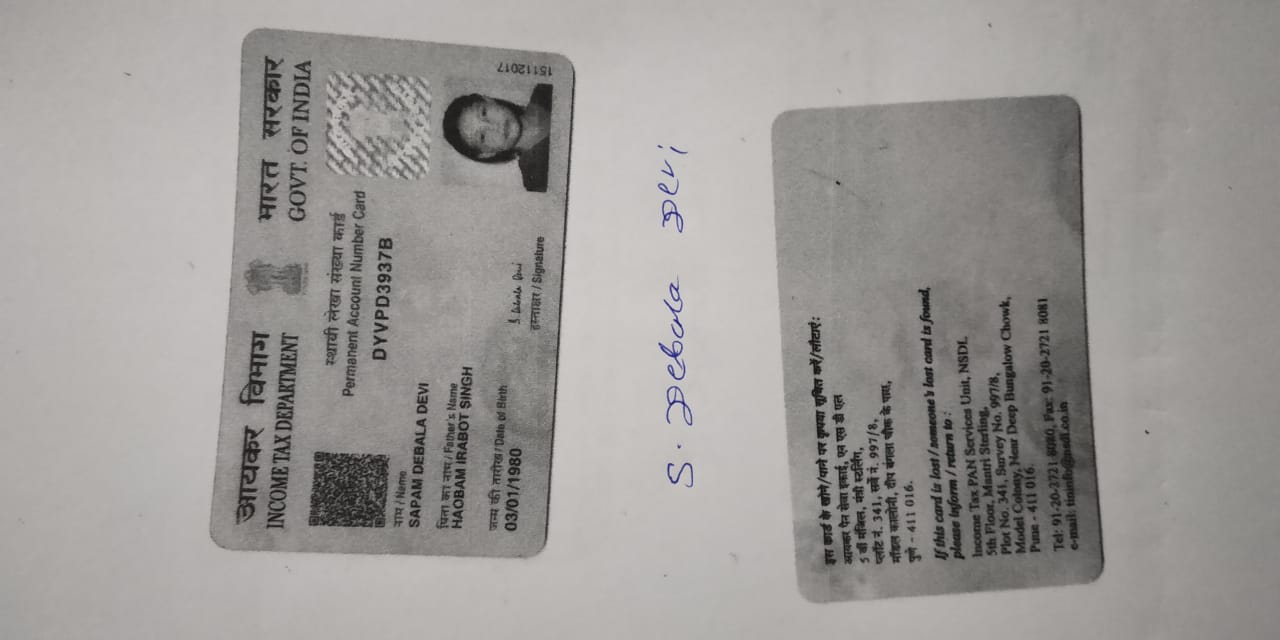 आयकर विभाग
INCOME TAX DEPARTMENT
भारत सरकार
GOVT. OF INDIA
स्थायी लेखा संख्या कार्ड
Permanent Account Number Card
DYVPD3937B
नाम / Name
SAPAM DEBALA DEVI
पिता का नाम / Father's Name
HAOBAM IRABOT SINGH
जन्म की तारीख / Date of Birth
03/01/1980
S Debala Devi
हस्ताक्षर / Signature
15112017
S. Debala Devi
इस कार्ड के खोने/पाने पर कृपया सूचित करें/लौटाएं:
आयकर पैन सेवा इकाई, एन एस डी एल
5 वीं मंजिल, मंत्री स्टर्लिंग,
प्लॉट नं. 341, सर्वे नं. 997/8,
मॉडल कालोनी, दीप बंगला चौक के पास,
पुणे - 411 016.
If this card is lost / someone's lost card is found,
please inform / return to :
Income Tax PAN Services Unit, NSDL
5th Floor, Mantri Sterling,
Plot No. 341, Survey No. 997/8,
Model Colony, Near Deep Bungalow Chowk,
Pune - 411 016.
Tel: 91-20-2721 8080, Fax: 91-20-2721 8081
e-mail: tininfo@nsdl.co.in